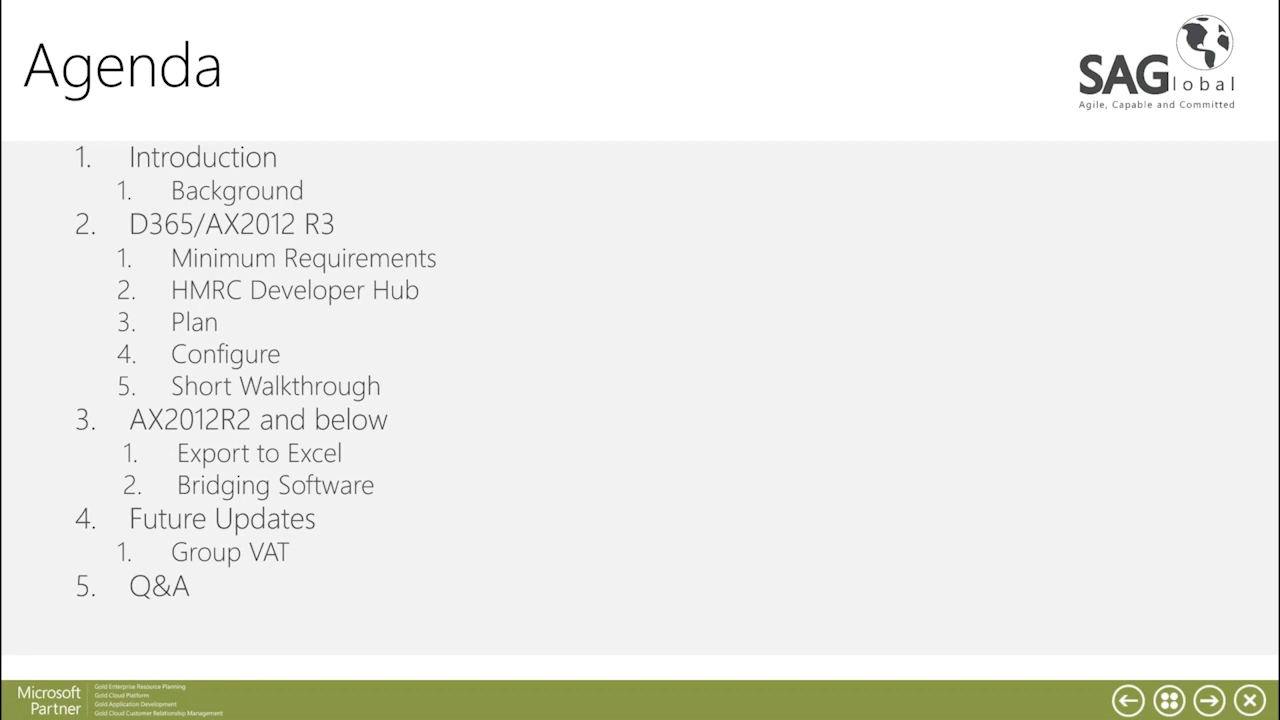 Agenda
SAGlobal
Agile, Capable and Committed
1. Introduction
1. Background
2. D365/AX2012 R3
1. Minimum Requirements
2. HMRC Developer Hub
3. Plan
4. Configure
5. Short Walkthrough
3. AX2012R2 and below
1. Export to Excel
2. Bridging Software
4. Future Updates
1. Group VAT
5. Q&A
Microsoft
Partner
Gold Enterprise Resource Planning
Gold Cloud Platform
Gold Application Development
Gold Cloud Customer Relationship Management